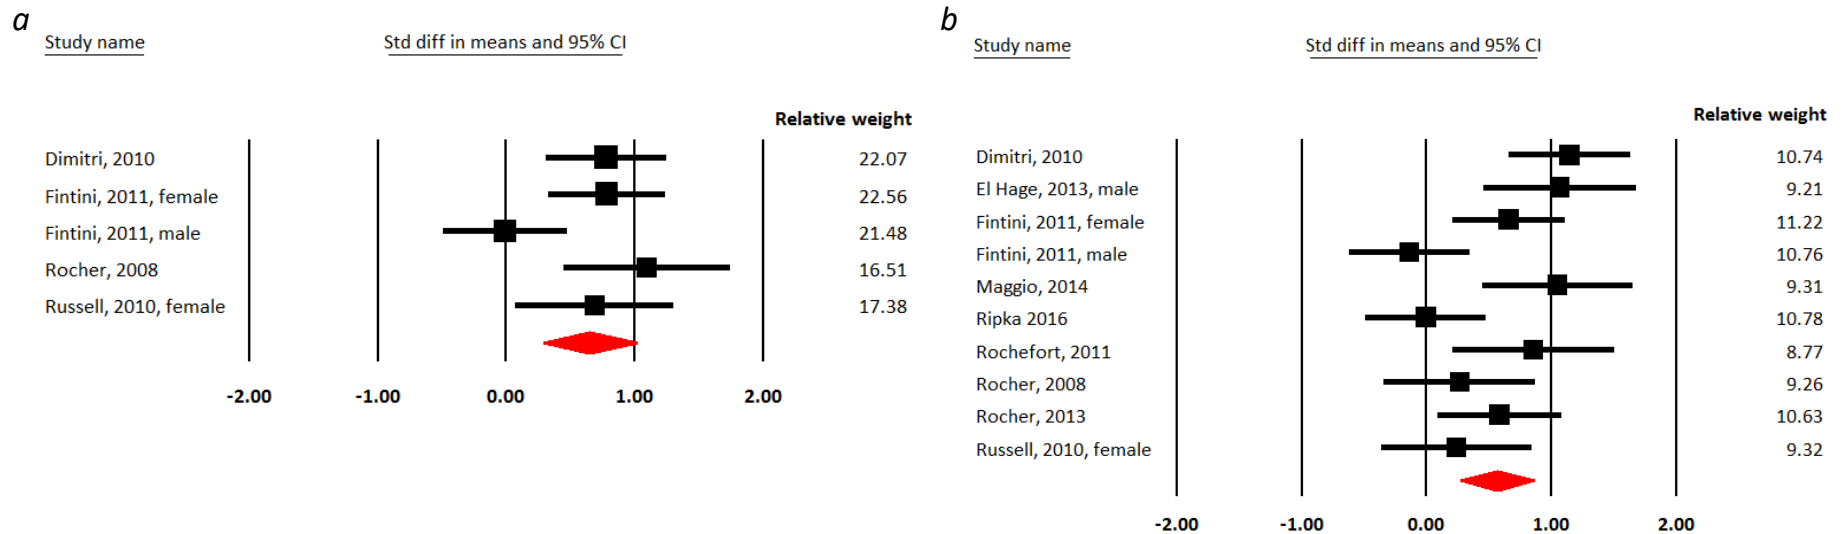 a
Study name Std diff in means and 95% CI
Relative weight
Dimitri, 2010 22.07
Fintini, 2011, female 22.56
Fintini, 2011, male 21.48
Rocher, 2008 16.51
Russell, 2010, female 17.38
-2.00 -1.00 0.00 1.00 2.00
b
Study name Std diff in means and 95% CI
Relative weight
Dimitri, 2010 10.74
El Hage, 2013, male 9.21
Fintini, 2011, female 11.22
Fintini, 2011, male 10.76
Maggio, 2014 9.31
Ripka 2016 10.78
Rochefort, 2011 8.77
Rocher, 2008 9.26
Rocher, 2013 10.63
Russell, 2010, female 9.32
-2.00 -1.00 0.00 1.00 2.00